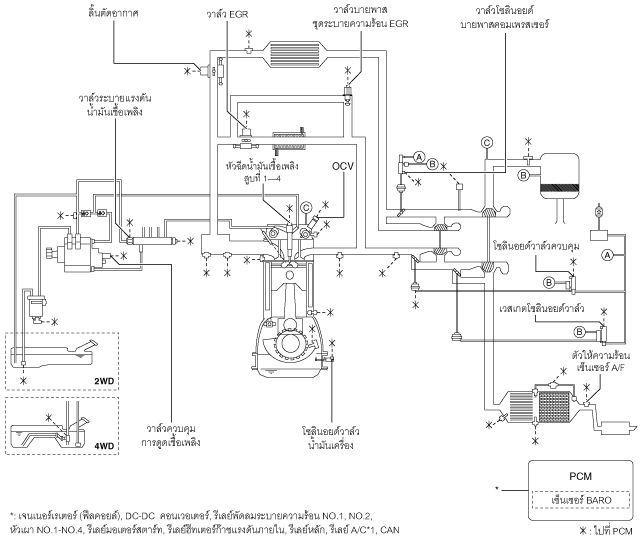 ลิ้นตัดอากาศ
วาล์ว EGR
วาล์วบายพาส
ชุดระบายความร้อน EGR
วาล์วโซลินอยด์
บายพาสคอมเพรสเซอร์
วาล์วระบายแรงดัน
น้ำมันเชื้อเพลิง
หัวฉีดน้ำมันเชื้อเพลิง
สูบที่ 1—4
OCV
A
B
C
B
C
A
โซลินอยด์วาล์วควบคุม
B
เวสเกตโซลินอยด์วาล์ว
B
ตัวให้ความร้อน
เซ็นเซอร์ A/F
2WD
4WD
วาล์วควบคุม
การดูดเชื้อเพลิง
โซลินอยด์วาล์ว
น้ำมันเครื่อง
PCM
เซ็นเซอร์ BARO
*
*: เจนเนอร์เรเตอร์ (ฟีลคอยล์), DC-DC คอนเวอเตอร์, รีเลย์พัดลมระบายความร้อน NO.1, NO.2,
หัวเผา NO.1-NO.4, รีเลย์มอเตอร์สตาร์ท, รีเลย์ฮีทเตอร์ก๊าซแรงดันภายใน, รีเลย์หลัก, รีเลย์ A/C*1, CAN
: ไปที่ PCM